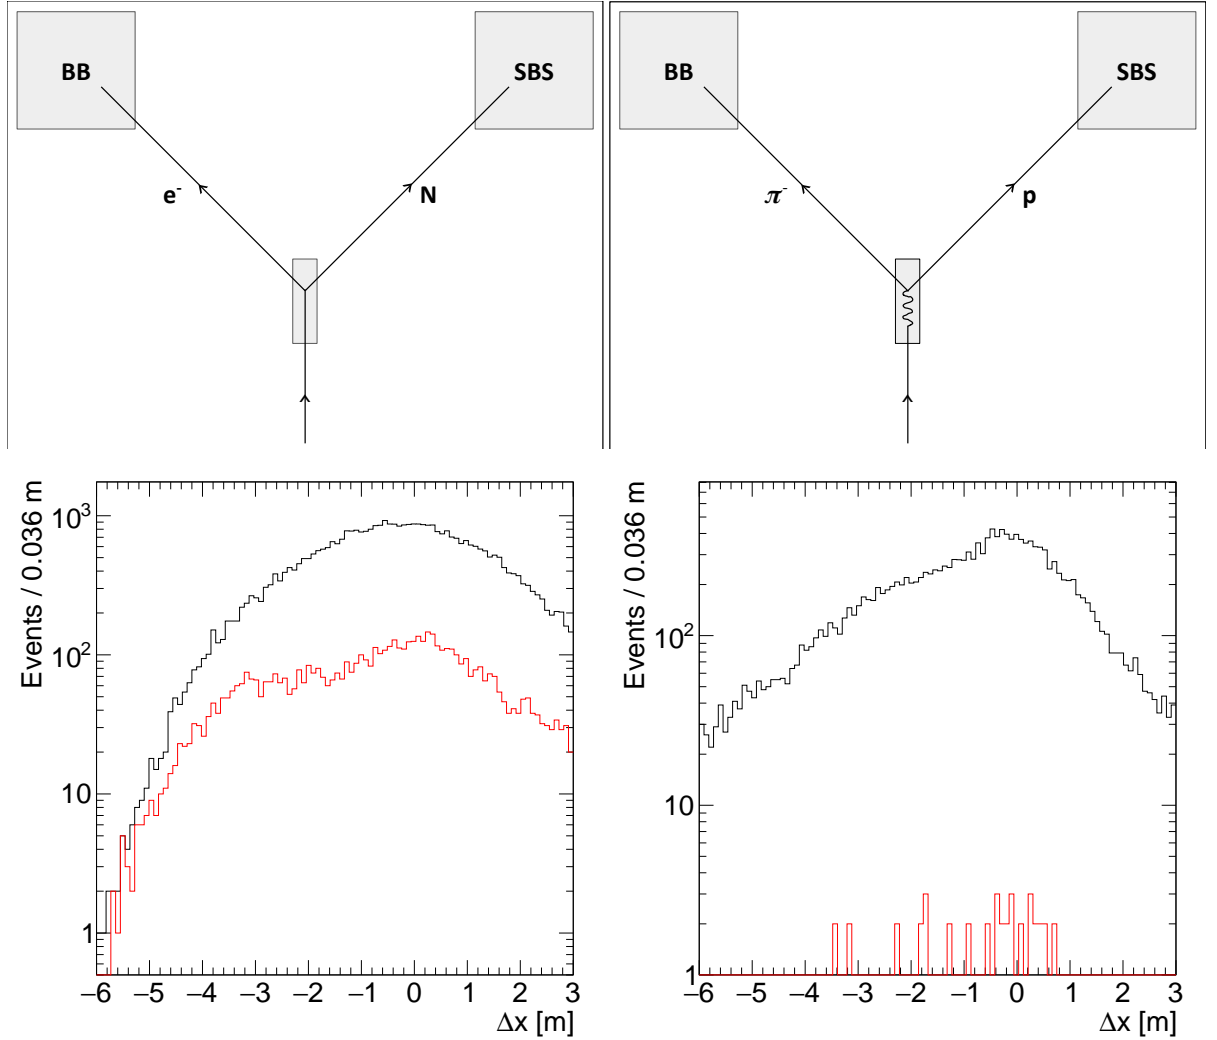 BB
SBS
e-
N
BB
SBS
π-
p
Events / 0.036 m
10³
10²
10
1
−6 −5 −4 −3 −2 −1 0 1 2 3
Δx [m]
Events / 0.036 m
10²
10
1
−6 −5 −4 −3 −2 −1 0 1 2 3
Δx [m]